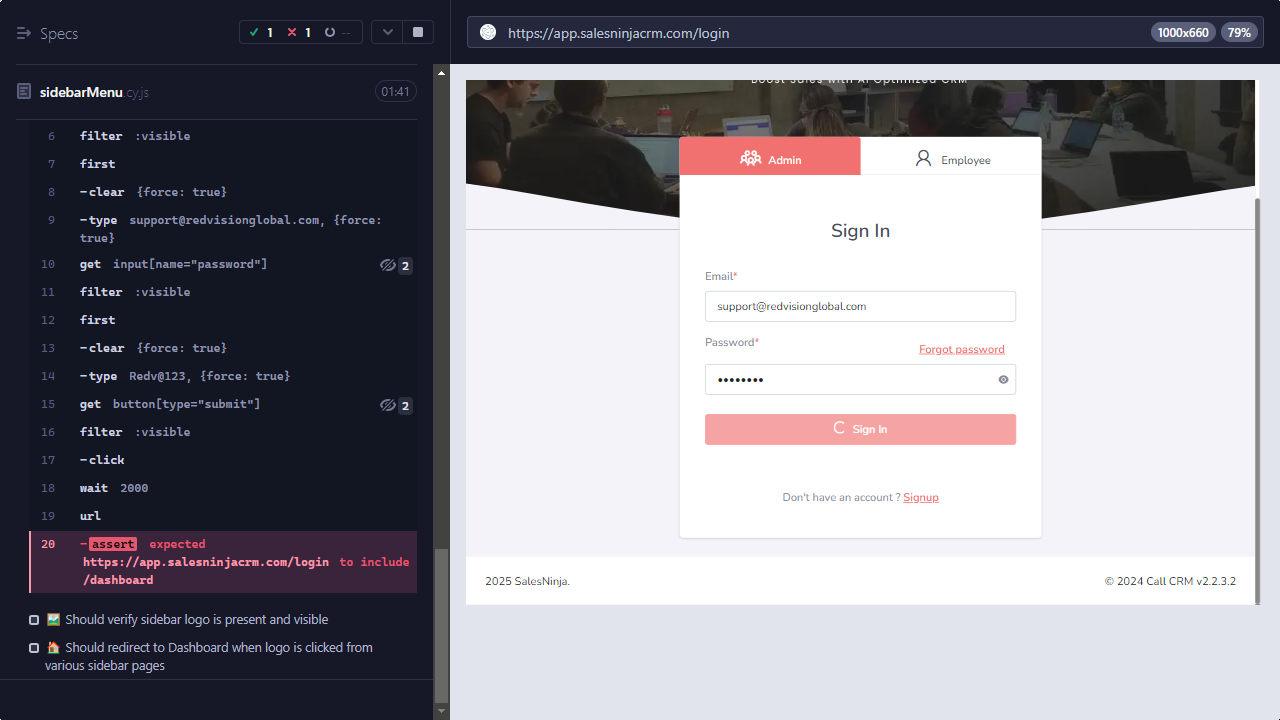 Specs
1
1
--
https://app.salesninjacrm.com/login
1000x660
79%
sidebarMenu.cy.js
01:41
6 filter :visible
7 first
8 -clear {force: true}
9 -type support@redvisionglobal.com, {force:
true}
10 get input[name="password"] 2
11 filter :visible
12 first
13 -clear {force: true}
14 -type Redv@123, {force: true}
15 get button[type="submit"] 2
16 filter :visible
17 -click
18 wait 2000
19 url
20 -assert expected
https://app.salesninjacrm.com/login to include
/dashboard
Should verify sidebar logo is present and visible
Should redirect to Dashboard when logo is clicked from
various sidebar pages
Boost Sales with AI Optimized CRM
Admin
Employee
Sign In
Email*
support@redvisionglobal.com
Password*
Forgot password
••••••••
Sign In
Don't have an account ? Signup
2025 SalesNinja.
© 2024 Call CRM v2.2.3.2